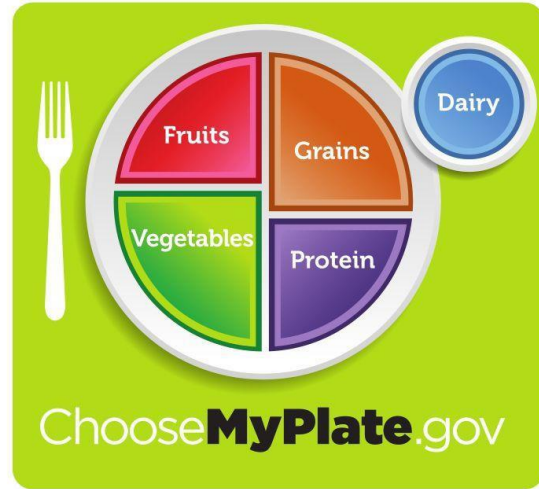 Fruits
Grains
Dairy
Vegetables
Protein
ChooseMyPlate.gov